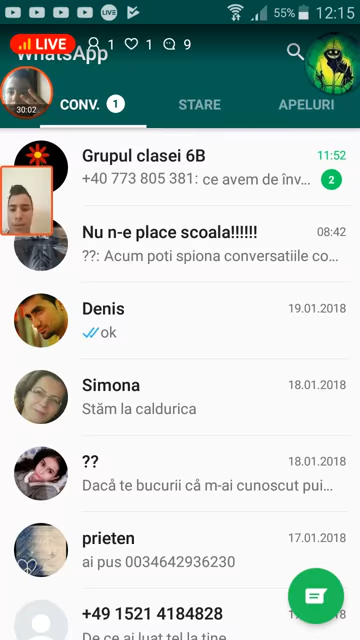 LIVE
55% 12:15
LIVE 1 1 9
WhatsApp
30:02
CONV. 1 STARE APELURI
Grupul clasei 6B 11:52
+40 773 805 381: ce avem de înv... 2
Nu n-e place scoala!!!!!! 08:42
??: Acum poti spiona conversatiile co...
Denis 19.01.2018
ok
Simona 18.01.2018
Stăm la caldurica
?? 18.01.2018
Dacå te bucurii cå m-ai cunoscut pui...
prieten 17.01.2018
ai pus 0034642936230
+49 1521 4184828
De ce ai luat tel la tine